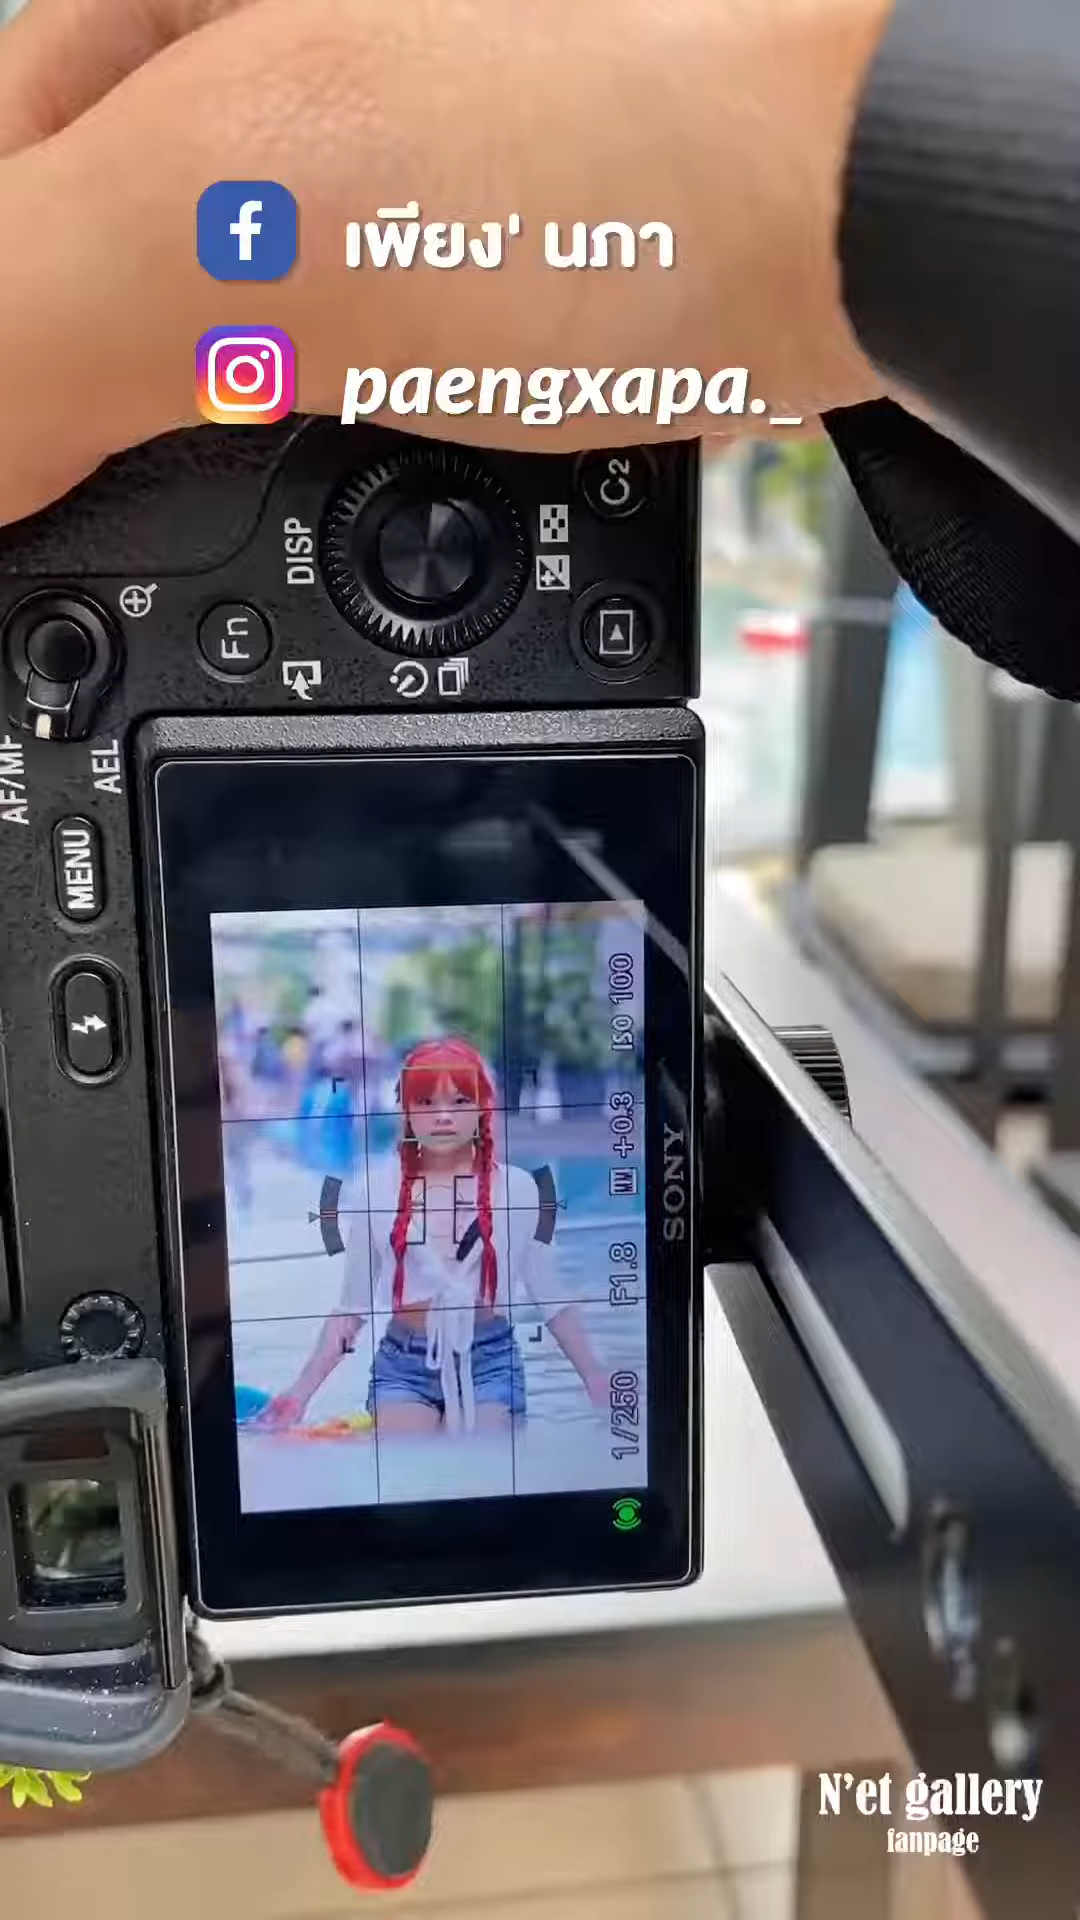 เพียง' นภา
paengxapa._
C2
DISP
Fn
AF/MF
AEL
MENU
ISO 100
+0.3
F1.8
1/250
SONY
N'et gallery
fanpage